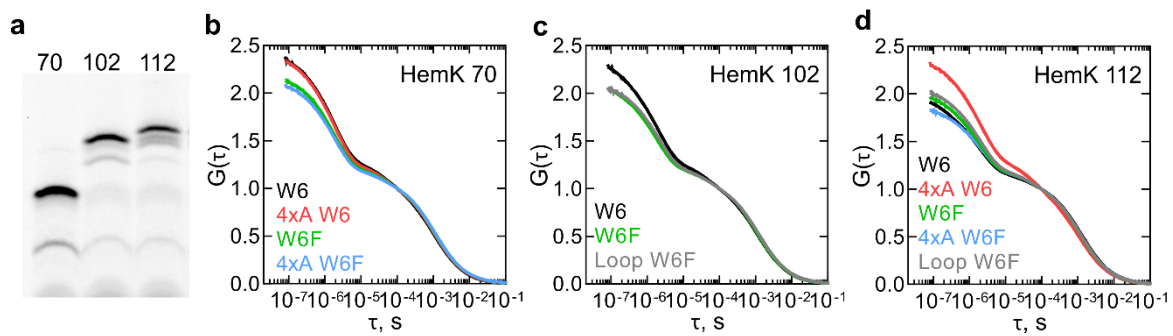 a
70 102 112
b
2.5
2.0
1.5
1.0
0.5
0.0
G(τ)
HemK 70
W6
4xA W6
W6F
4xA W6F
10⁻⁷ 10⁻⁶ 10⁻⁵ 10⁻⁴ 10⁻³ 10⁻² 10⁻¹
τ, s
c
2.5
2.0
1.5
1.0
0.5
0.0
G(τ)
HemK 102
W6
W6F
Loop W6F
10⁻⁷ 10⁻⁶ 10⁻⁵ 10⁻⁴ 10⁻³ 10⁻² 10⁻¹
τ, s
d
2.5
2.0
1.5
1.0
0.5
0.0
G(τ)
HemK 112
W6
4xA W6
W6F
4xA W6F
Loop W6F
10⁻⁷ 10⁻⁶ 10⁻⁵ 10⁻⁴ 10⁻³ 10⁻² 10⁻¹
τ, s